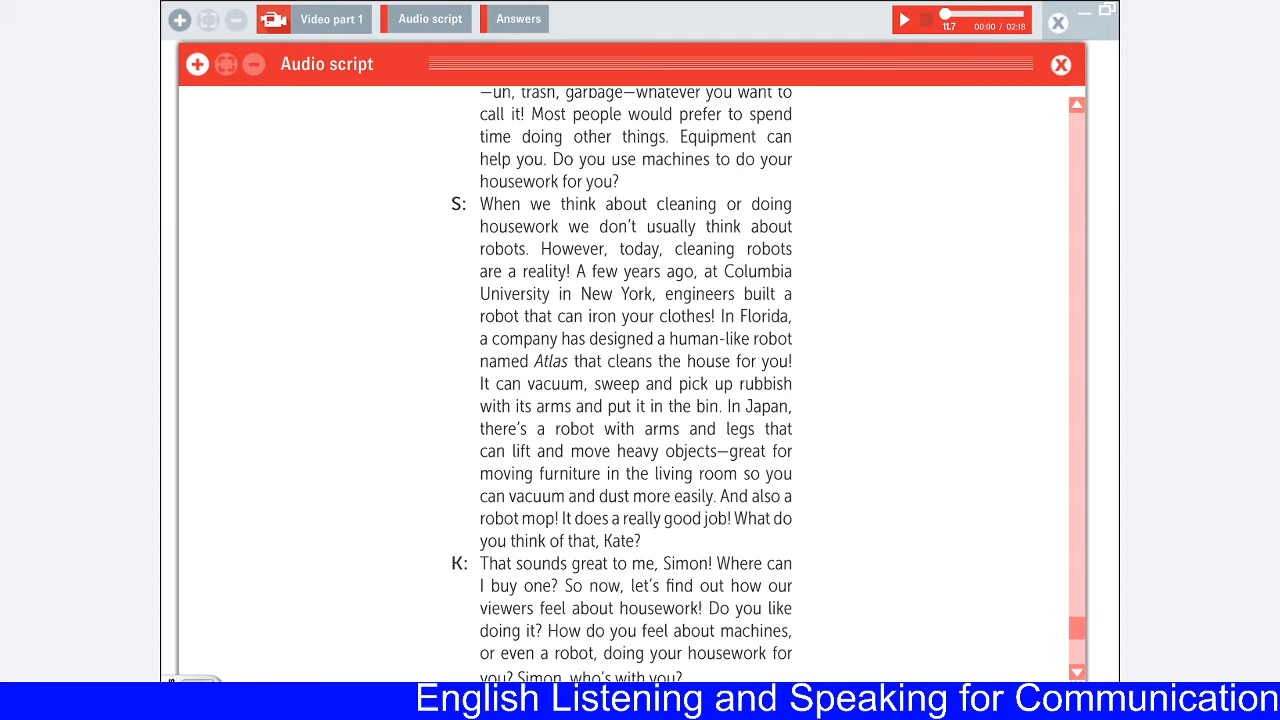 Video part 1
Audio script
Answers
11.7
00:00 / 02:18
Audio script
—uh, trash, garbage—whatever you want to
call it! Most people would prefer to spend
time doing other things. Equipment can
help you. Do you use machines to do your
housework for you?
S: When we think about cleaning or doing
housework we don't usually think about
robots. However, today, cleaning robots
are a reality! A few years ago, at Columbia
University in New York, engineers built a
robot that can iron your clothes! In Florida,
a company has designed a human-like robot
named Atlas that cleans the house for you!
It can vacuum, sweep and pick up rubbish
with its arms and put it in the bin. In Japan,
there's a robot with arms and legs that
can lift and move heavy objects—great for
moving furniture in the living room so you
can vacuum and dust more easily. And also a
robot mop! It does a really good job! What do
you think of that, Kate?
K: That sounds great to me, Simon! Where can
I buy one? So now, let's find out how our
viewers feel about housework! Do you like
doing it? How do you feel about machines,
or even a robot, doing your housework for
you? Simon, who's with you?
English Listening and Speaking for Communication